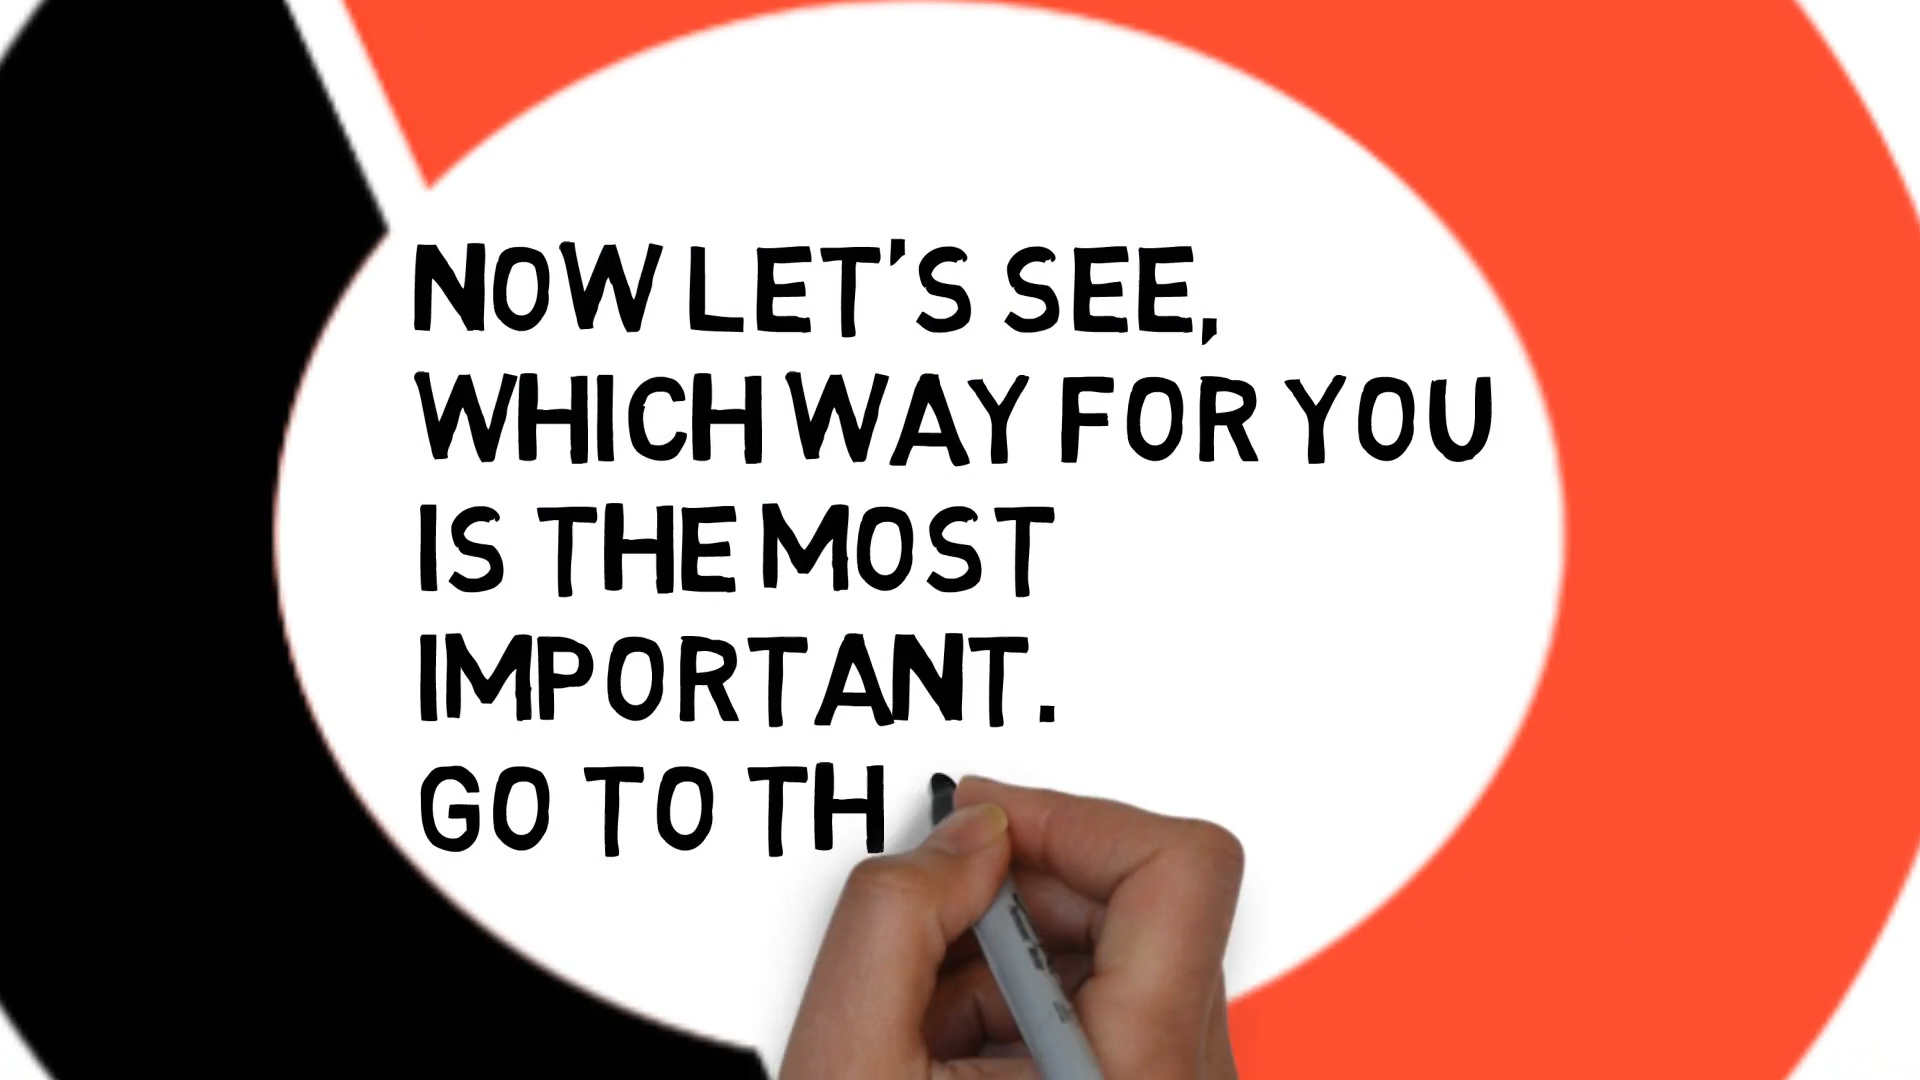 NOW LET'S SEE,
WHICH WAY FOR YOU
IS THE MOST
IMPORTANT.
GO TO TH